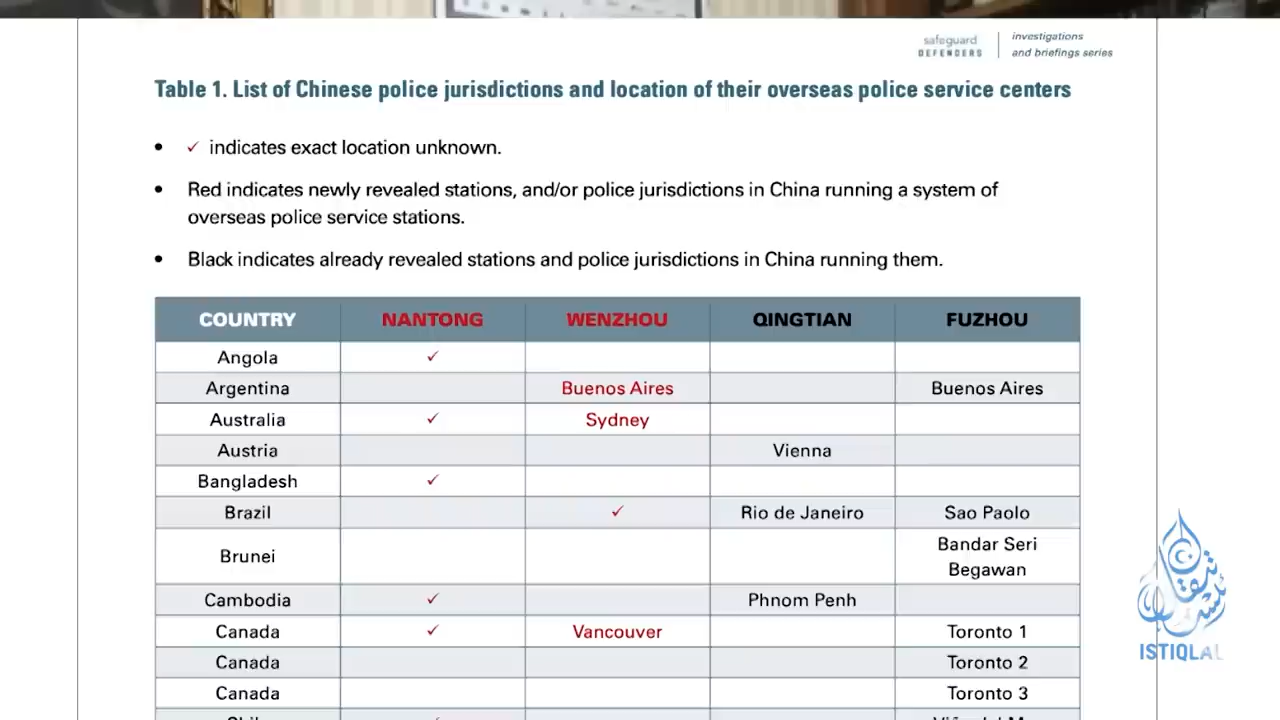 safeguard
DEFENDERS
investigations
and briefings series
Table 1. List of Chinese police jurisdictions and location of their overseas police service centers
• ✓ indicates exact location unknown.
• Red indicates newly revealed stations, and/or police jurisdictions in China running a system of
overseas police service stations.
• Black indicates already revealed stations and police jurisdictions in China running them.
COUNTRY NANTONG WENZHOU QINGTIAN FUZHOU
Angola ✓
Argentina Buenos Aires Buenos Aires
Australia ✓ Sydney
Austria Vienna
Bangladesh ✓
Brazil ✓ Rio de Janeiro Sao Paolo
Brunei Bandar Seri
Begawan
Cambodia ✓ Phnom Penh
Canada ✓ Vancouver Toronto 1
Canada Toronto 2
Canada Toronto 3
ISTIQLAL